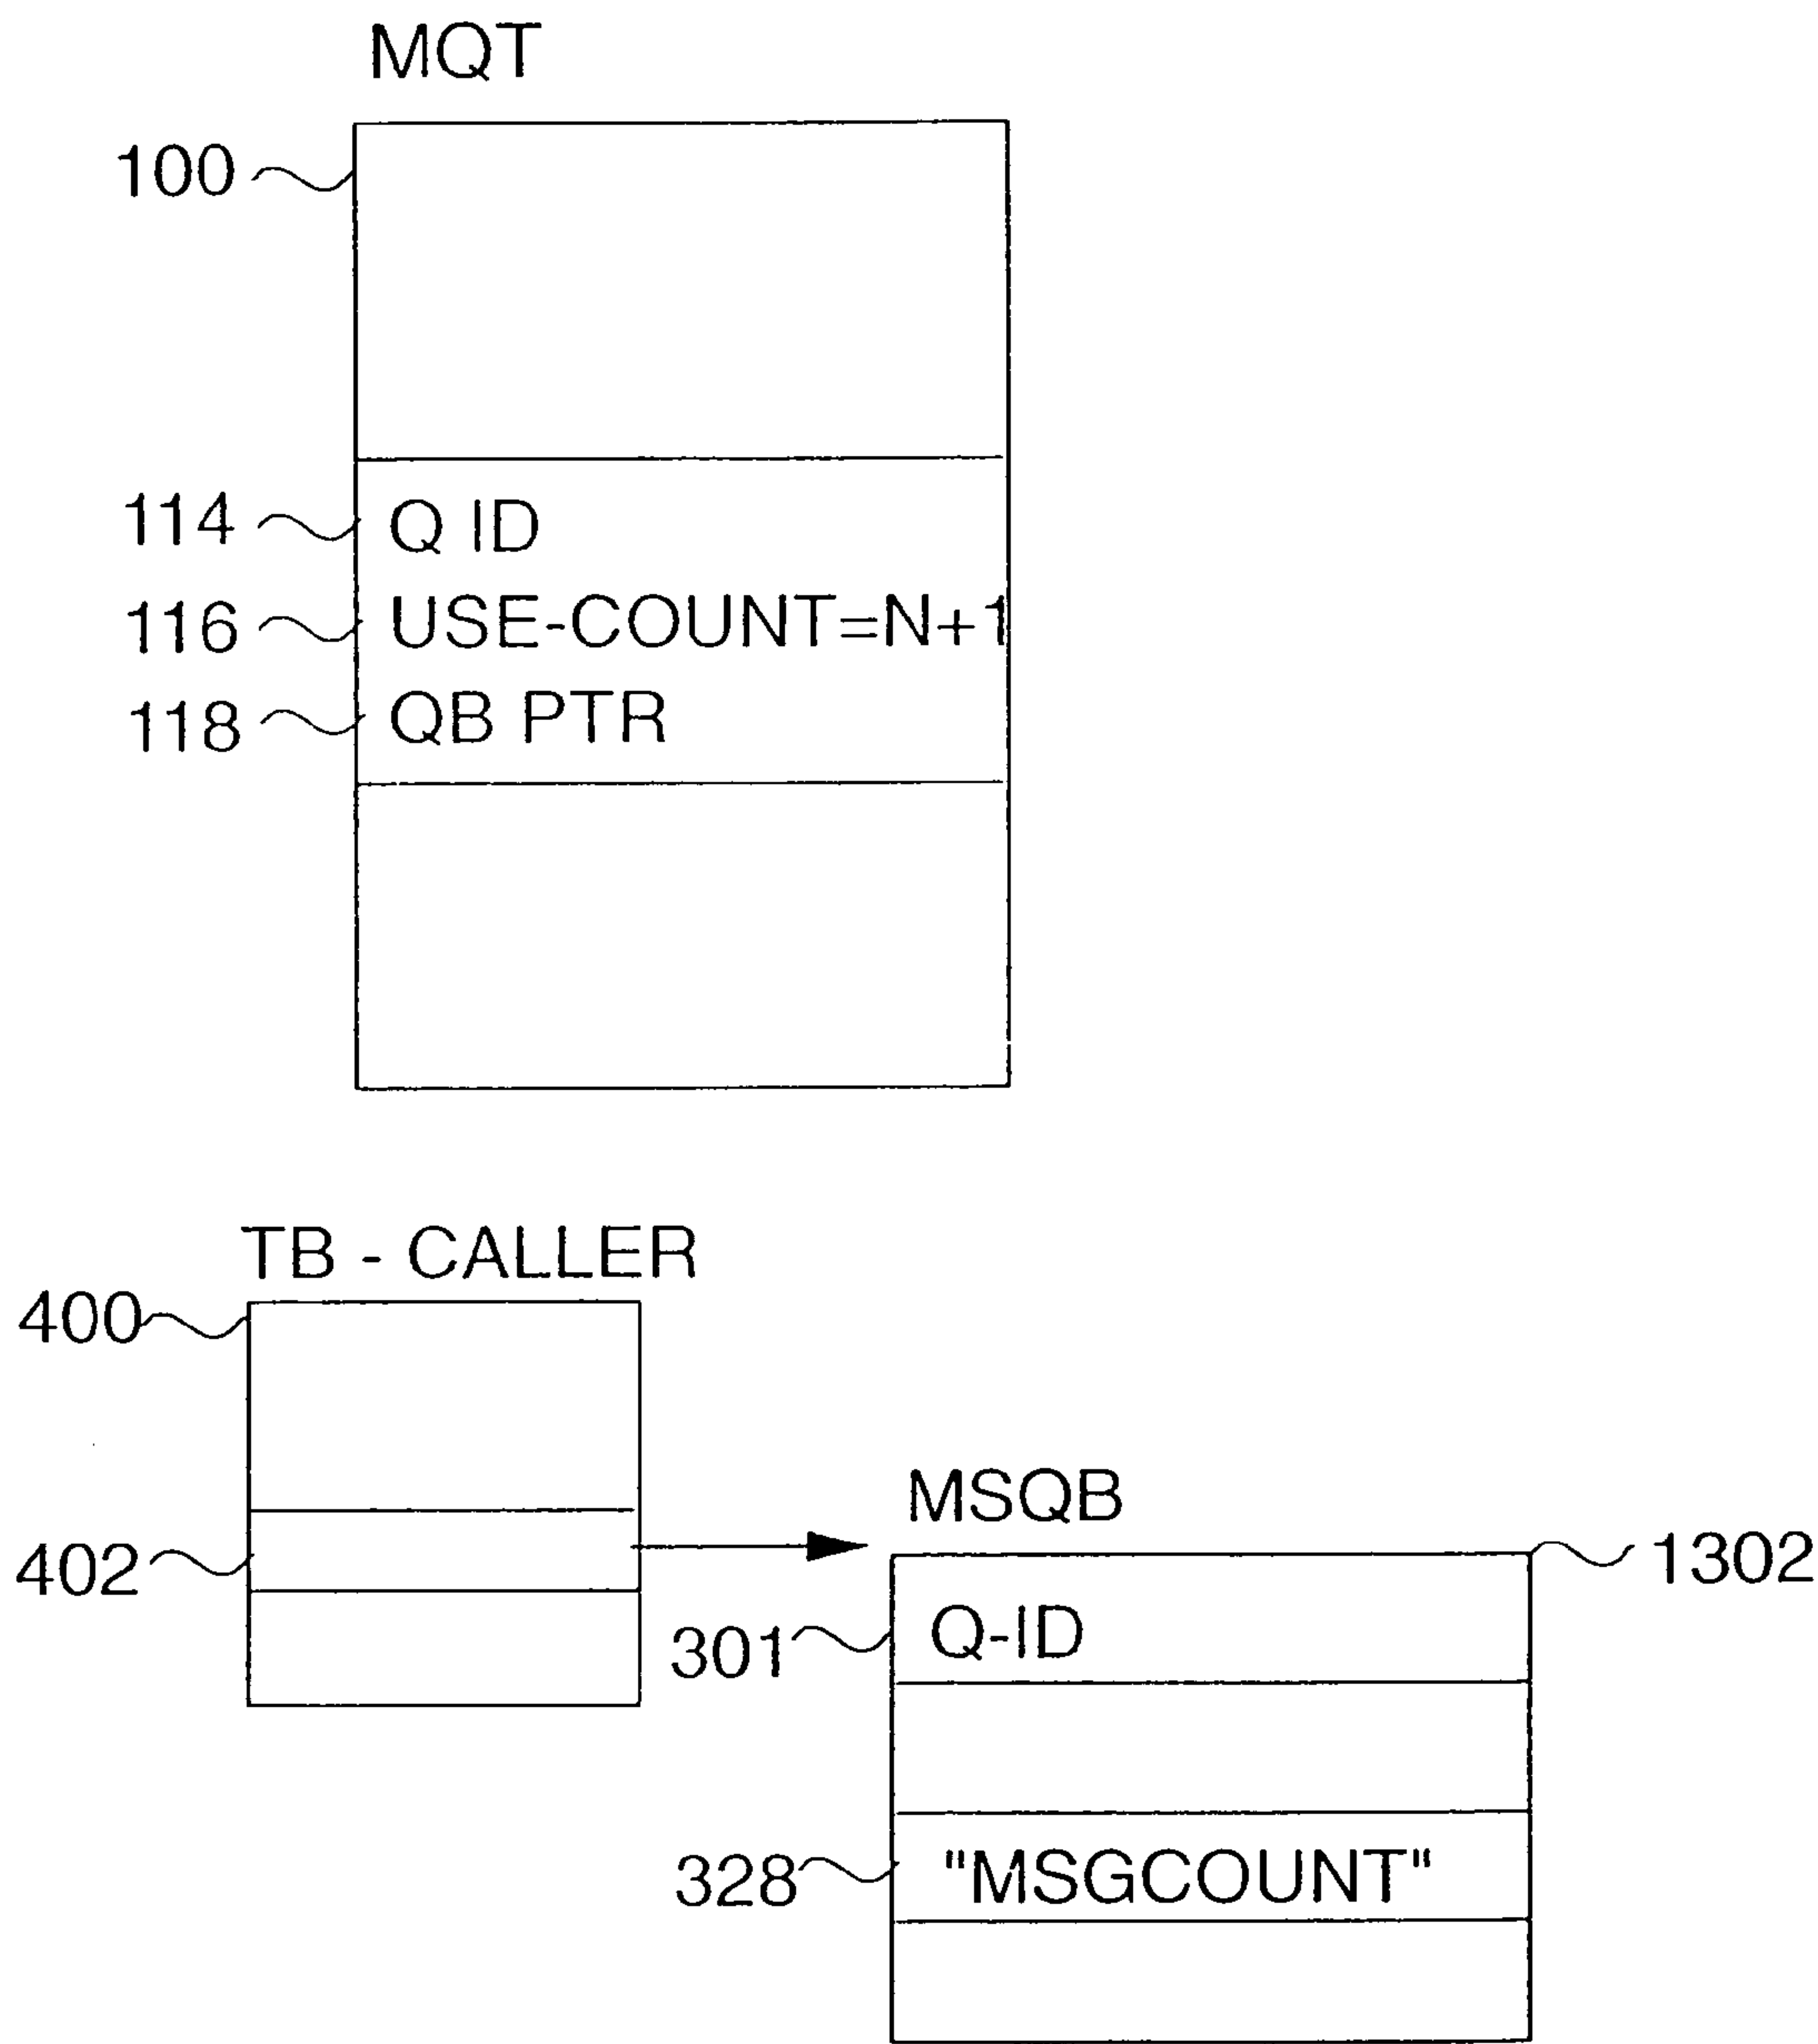 MQT
100
114 Q ID
116 USE-COUNT=N+1
118 QB PTR
TB - CALLER
400
402
MSQB
1302
301 Q-ID
328 "MSGCOUNT"